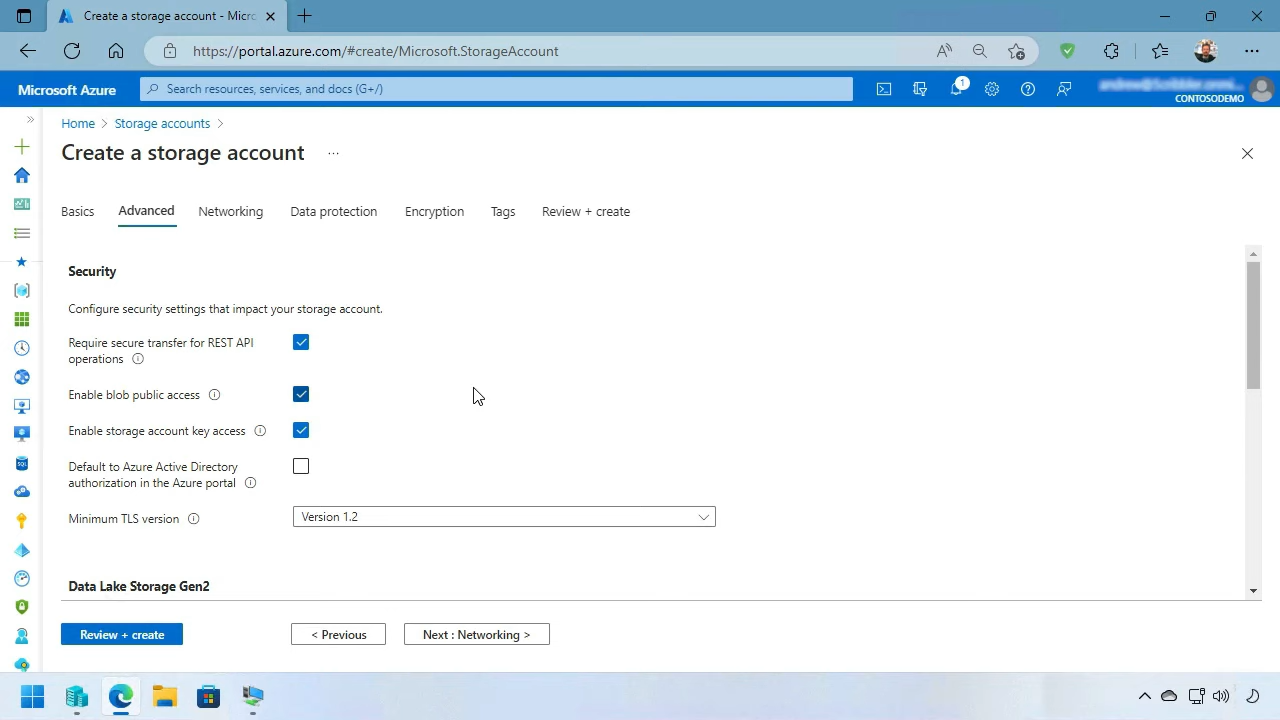 Create a storage account - Micr
https://portal.azure.com/#create/Microsoft.StorageAccount
Microsoft Azure
Search resources, services, and docs (G+/)
1
CONTOSODEMO
Home > Storage accounts >
Create a storage account ...
Basics Advanced Networking Data protection Encryption Tags Review + create
Security
Configure security settings that impact your storage account.
Require secure transfer for REST API
operations
Enable blob public access
Enable storage account key access
Default to Azure Active Directory
authorization in the Azure portal
Minimum TLS version
Version 1.2
Data Lake Storage Gen2
Review + create
< Previous
Next : Networking >